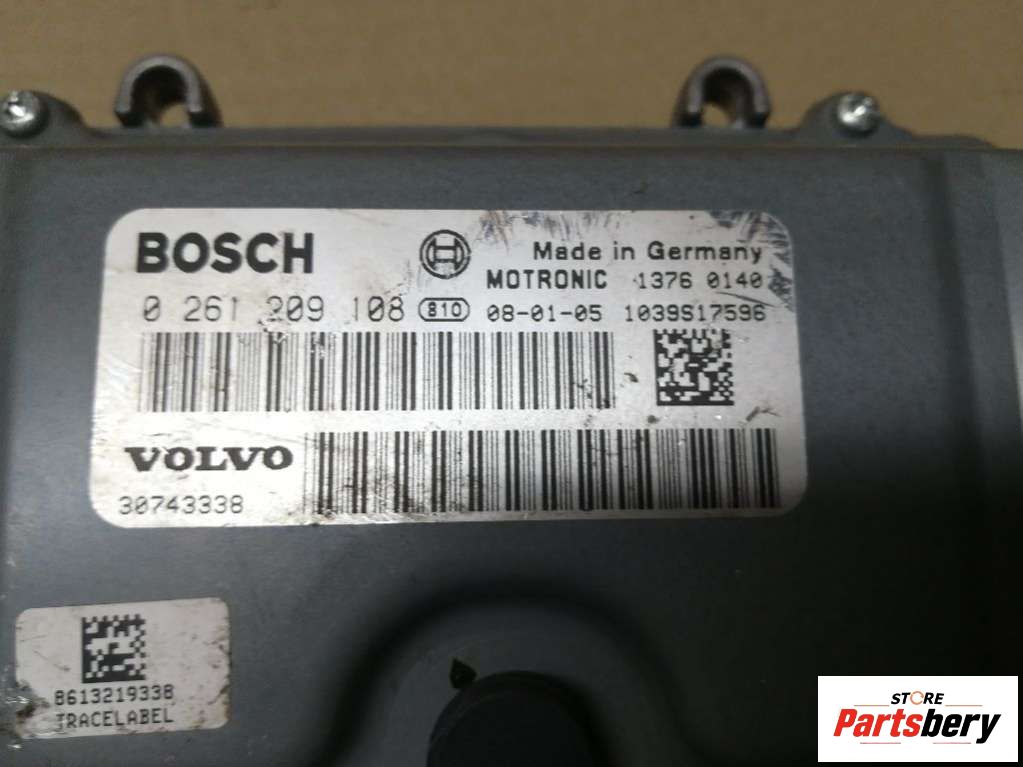 BOSCH
Made in Germany
MOTRONIC 1376 0140
0 261 209 108 810 08-01-05 1039S17596
VOLVO
30743338
8613219338
TRACELABEL
STORE
Partsbery